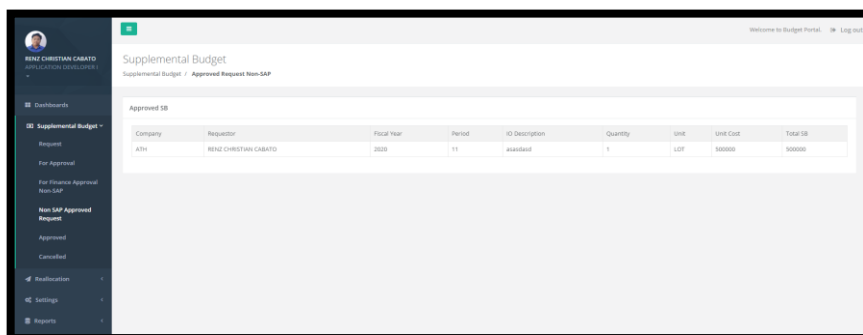 RENZ CHRISTIAN CABATO
APPLICATION DEVELOPER I
Dashboards
Supplemental Budget
Request
For Approval
For Finance Approval
Non-SAP
Non SAP Approved
Request
Approved
Cancelled
Reallocation
Settings
Reports
Welcome to Budget Portal. Log out
Supplemental Budget
Supplemental Budget / Approved Request Non-SAP
Approved SB
Company Requestor Fiscal Year Period IO Description Quantity Unit Unit Cost Total SB
ATH RENZ CHRISTIAN CABATO 2020 11 asasdasd 1 LOT 500000 500000